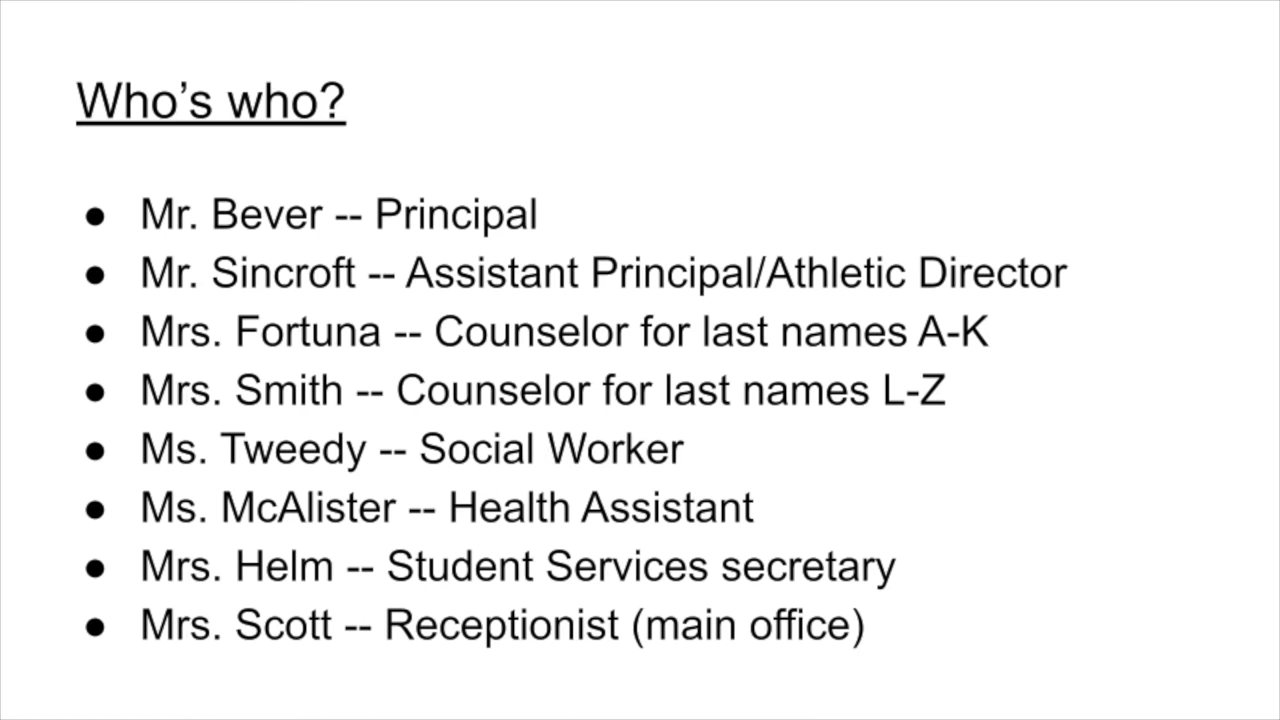 Who’s who?
● Mr. Bever -- Principal
● Mr. Sincroft -- Assistant Principal/Athletic Director
● Mrs. Fortuna -- Counselor for last names A-K
● Mrs. Smith -- Counselor for last names L-Z
● Ms. Tweedy -- Social Worker
● Ms. McAlister -- Health Assistant
● Mrs. Helm -- Student Services secretary
● Mrs. Scott -- Receptionist (main office)